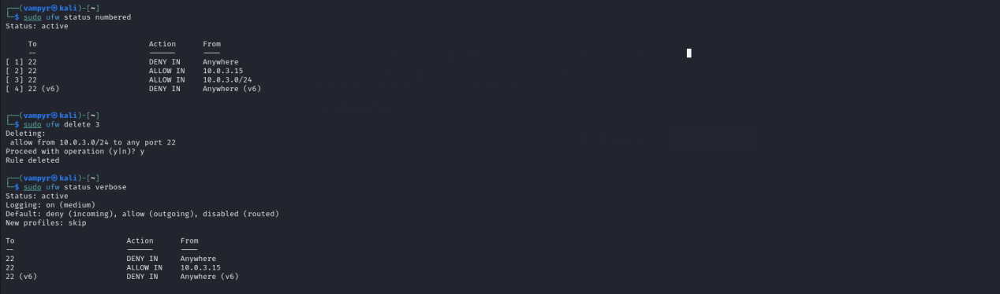 ┌──(vampyr㉿kali)-[~]
└─$ sudo ufw status numbered
Status: active
     To                         Action      From
     --                         ------      ----
[ 1] 22                         DENY IN     Anywhere
[ 2] 22                         ALLOW IN    10.0.3.15
[ 3] 22                         ALLOW IN    10.0.3.0/24
[ 4] 22 (v6)                    DENY IN     Anywhere (v6)
┌──(vampyr㉿kali)-[~]
└─$ sudo ufw delete 3
Deleting:
 allow from 10.0.3.0/24 to any port 22
Proceed with operation (y|n)? y
Rule deleted
┌──(vampyr㉿kali)-[~]
└─$ sudo ufw status verbose
Status: active
Logging: on (medium)
Default: deny (incoming), allow (outgoing), disabled (routed)
New profiles: skip
To                         Action      From
--                         ------      ----
22                         DENY IN     Anywhere
22                         ALLOW IN    10.0.3.15
22 (v6)                    DENY IN     Anywhere (v6)